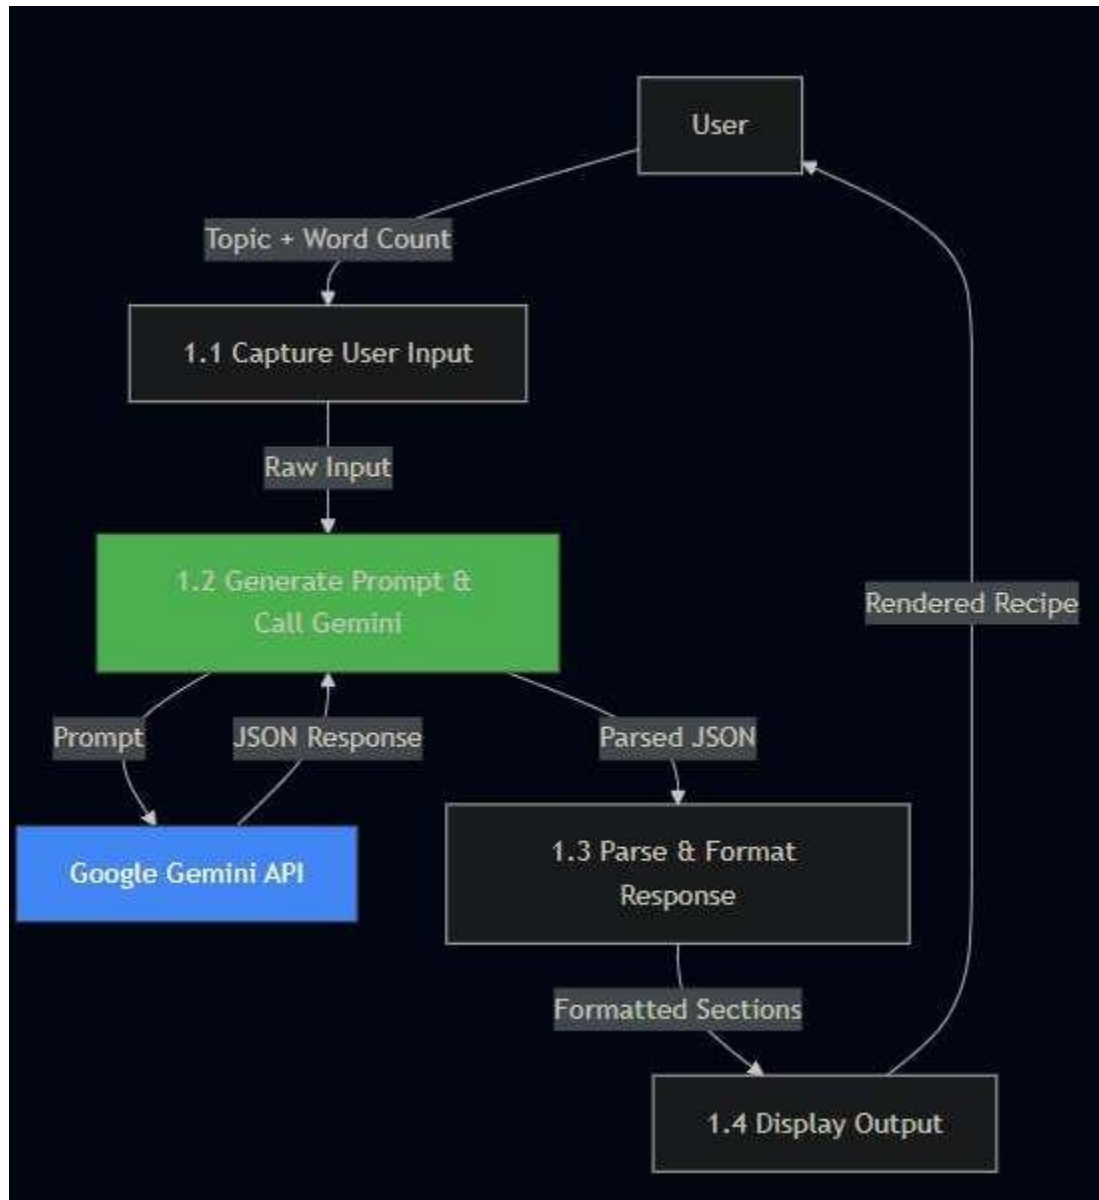 User
Topic + Word Count
1.1 Capture User Input
Raw Input
1.2 Generate Prompt &
Call Gemini
Rendered Recipe
Prompt
JSON Response
Parsed JSON
Google Gemini API
1.3 Parse & Format
Response
Formatted Sections
1.4 Display Output